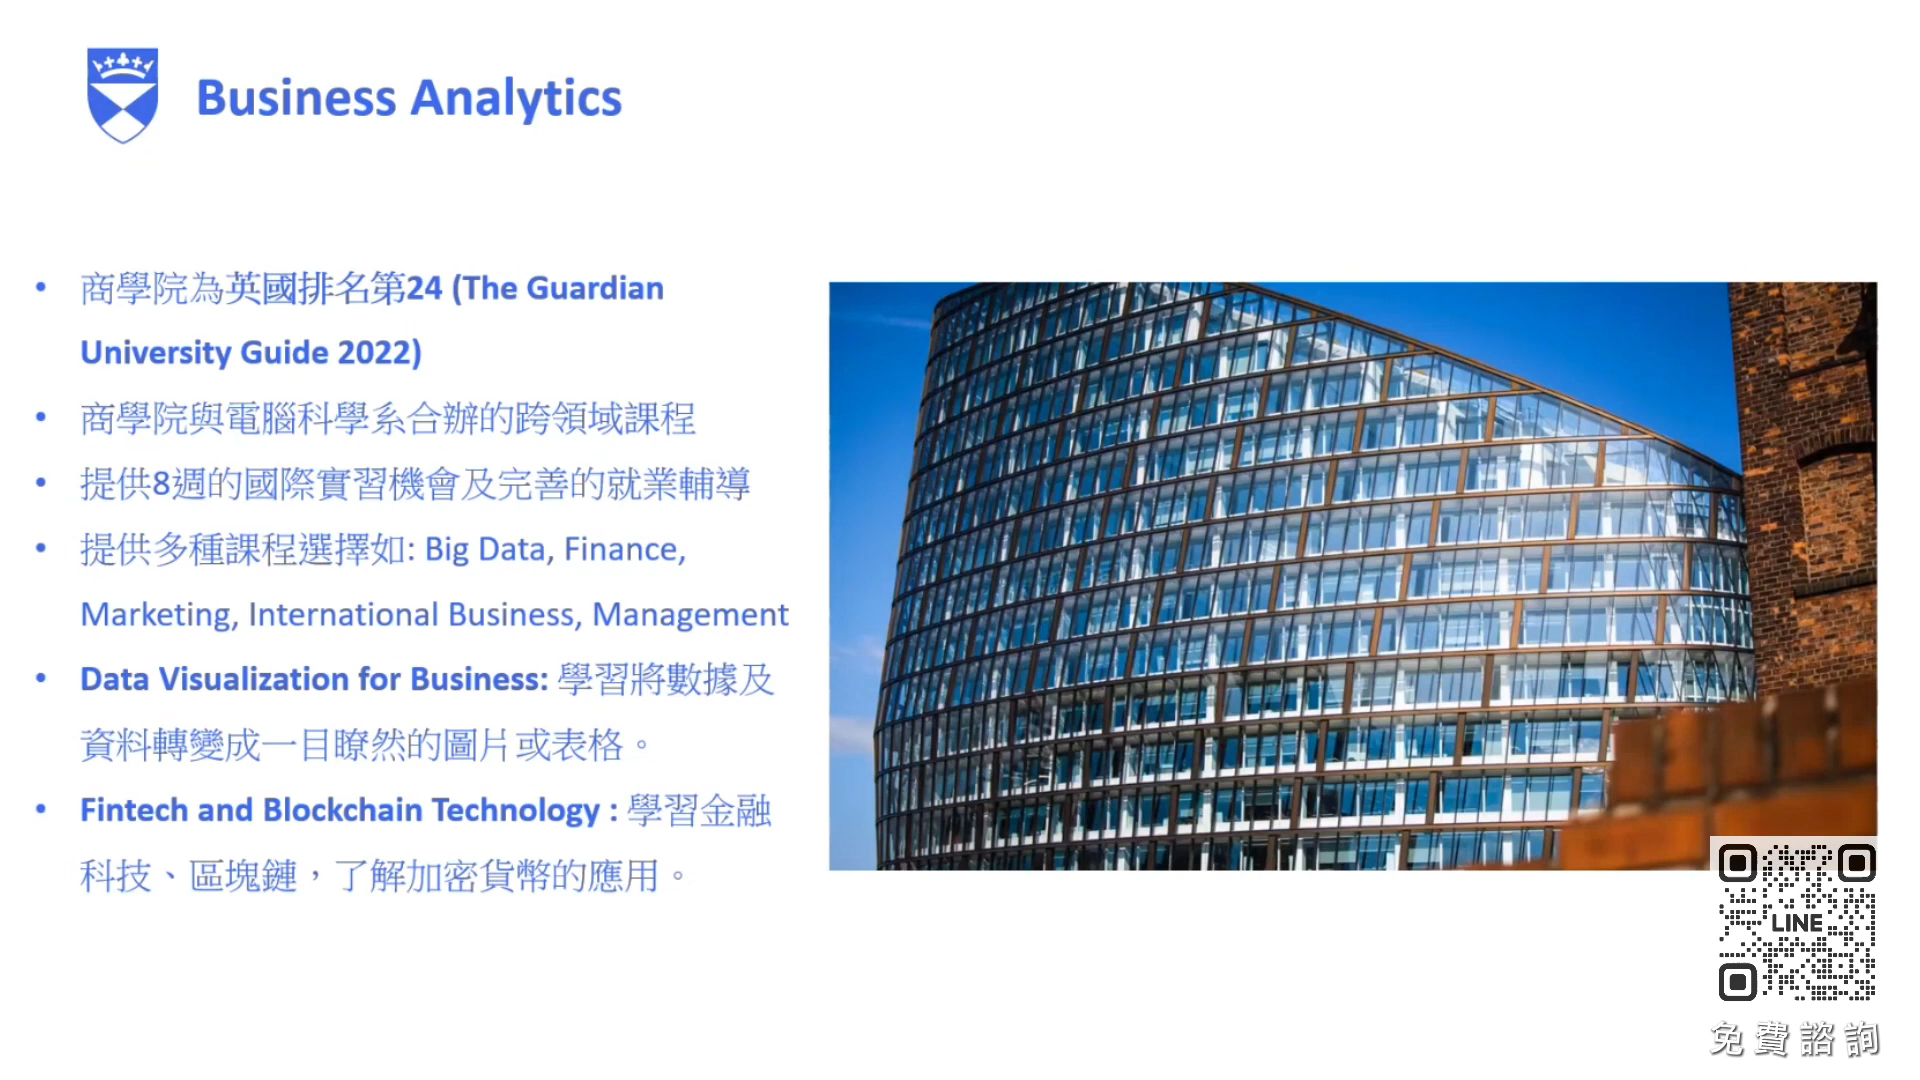 Business Analytics
• 商學院為英國排名第24 (The Guardian
University Guide 2022)
• 商學院與電腦科學系合辦的跨領域課程
• 提供8週的國際實習機會及完善的就業輔導
• 提供多種課程選擇如: Big Data, Finance,
Marketing, International Business, Management
• Data Visualization for Business: 學習將數據及
資料轉變成一目瞭然的圖片或表格。
• Fintech and Blockchain Technology : 學習金融
科技、區塊鏈，了解加密貨幣的應用。
LINE
免費諮詢